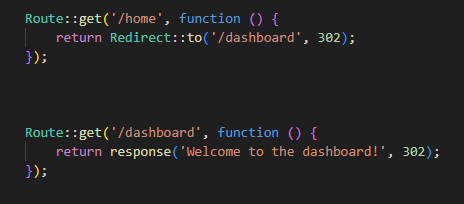 Route::get('/home', function () {
    return Redirect::to('/dashboard', 302);
});
Route::get('/dashboard', function () {
    return response('Welcome to the dashboard!', 302);
});